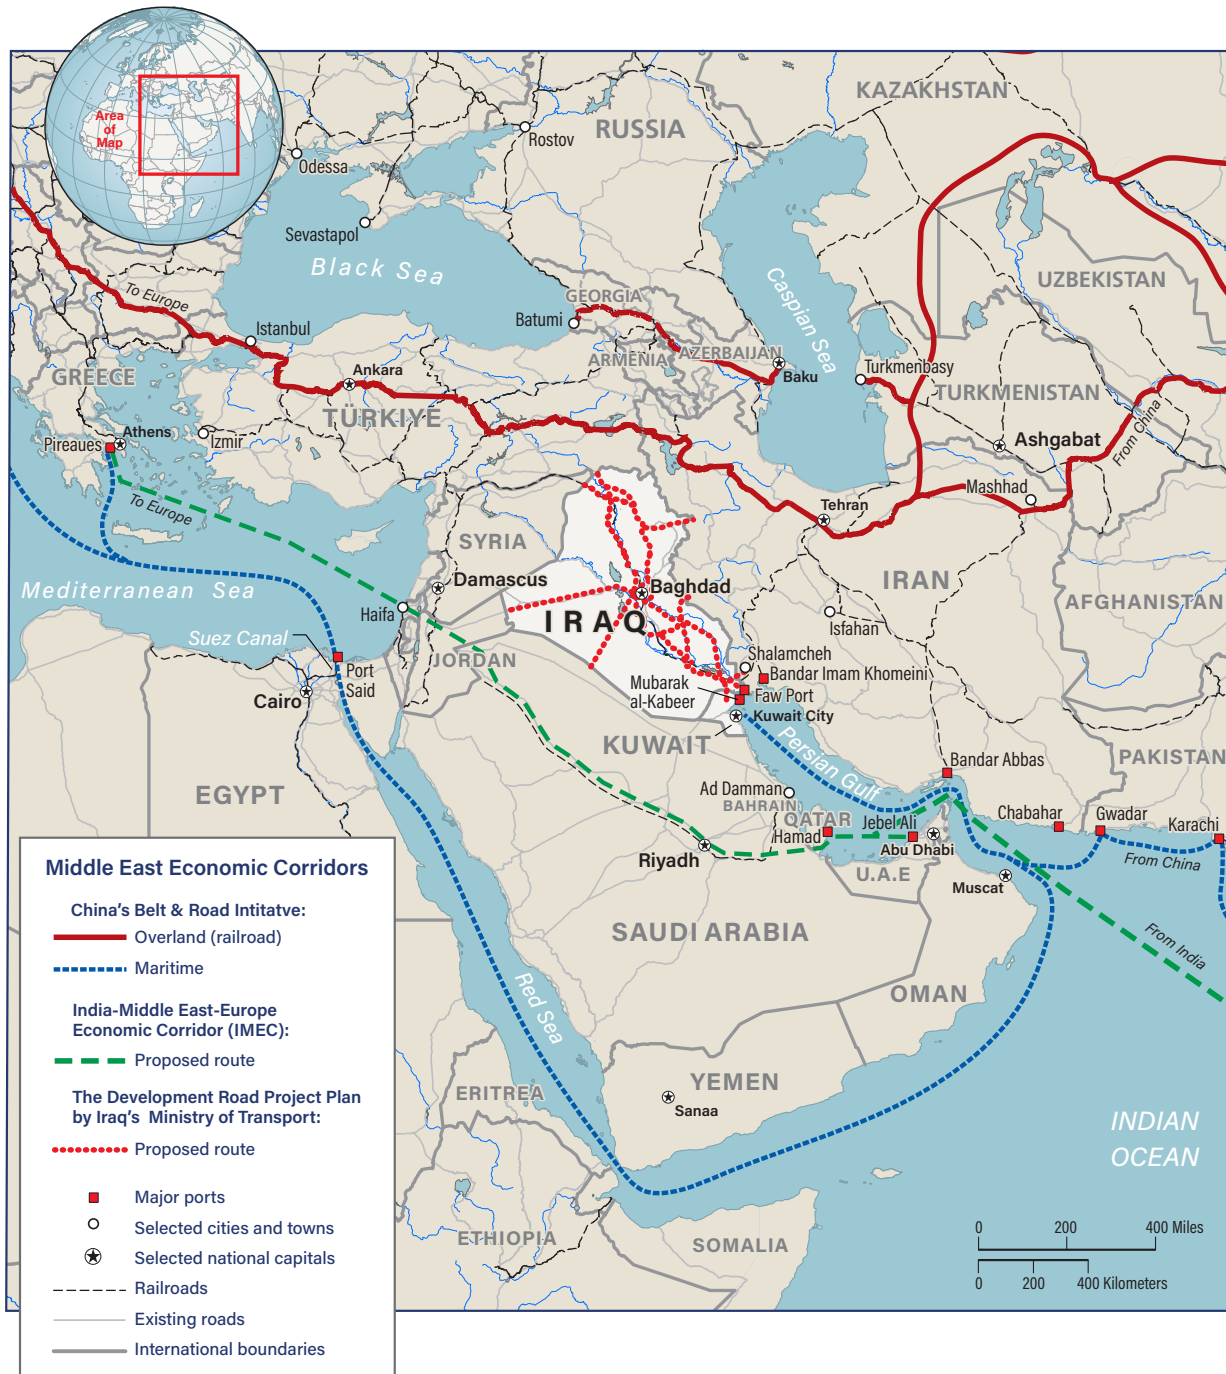 Area
of
Map
KAZAKHSTAN
RUSSIA
Rostov
Odessa
Sevastapol
Black Sea
Caspian Sea
UZBEKISTAN
To Europe
GEORGIA
Batumi
Istanbul
ARMENIA
AZERBAIJAN
Baku
Turkmenbasy
TURKMENISTAN
GREECE
Ankara
TÜRKIYE
From China
Athens
Pireaues
Izmir
Ashgabat
Mashhad
To Europe
Tehran
SYRIA
Damascus
Baghdad
IRAQ
IRAN
AFGHANISTAN
Mediterranean Sea
Haifa
Isfahan
Suez Canal
JORDAN
Shalamcheh
Port
Said
Bandar Imam Khomeini
Mubarak
al-Kabeer
Faw Port
Cairo
Kuwait City
KUWAIT
Persian Gulf
Bandar Abbas
PAKISTAN
EGYPT
Ad Damman
BAHRAIN
QATAR
Hamad
Jebel Ali
Chabahar
Gwadar
Karachi
Riyadh
Abu Dhabi
From China
U.A.E
Muscat
SAUDI ARABIA
From India
Red Sea
OMAN
YEMEN
Sanaa
ERITREA
INDIAN
OCEAN
ETHIOPIA
SOMALIA
0 200 400 Miles
0 200 400 Kilometers
Middle East Economic Corridors
China's Belt & Road Intitatve:
Overland (railroad)
Maritime
India-Middle East-Europe
Economic Corridor (IMEC):
Proposed route
The Development Road Project Plan
by Iraq's Ministry of Transport:
Proposed route
Major ports
Selected cities and towns
Selected national capitals
Railroads
Existing roads
International boundaries